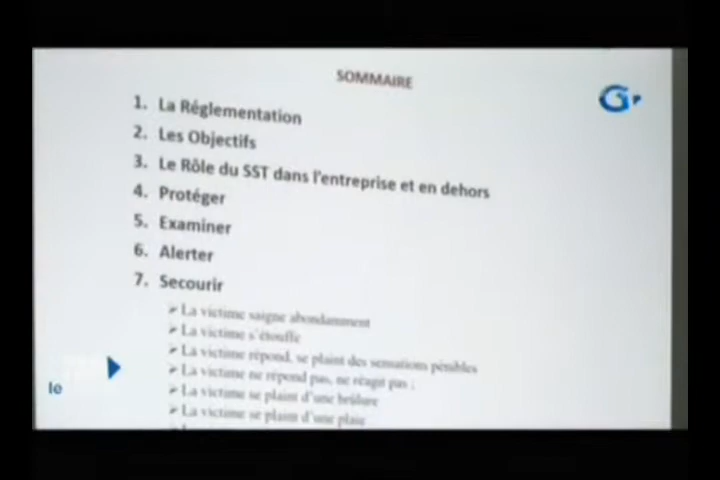 SOMMAIRE
1. La Réglementation
2. Les Objectifs
3. Le Rôle du SST dans l'entreprise et en dehors
4. Protéger
5. Examiner
6. Alerter
7. Secourir
➢ La victime saigne abondamment
➢ La victime s'étouffe
➢ La victime répond, se plaint des sensations pénibles
➢ La victime ne répond pas, ne réagit pas ;
➢ La victime se plaint d'une brûlure
➢ La victime se plaint d'une plaie
le